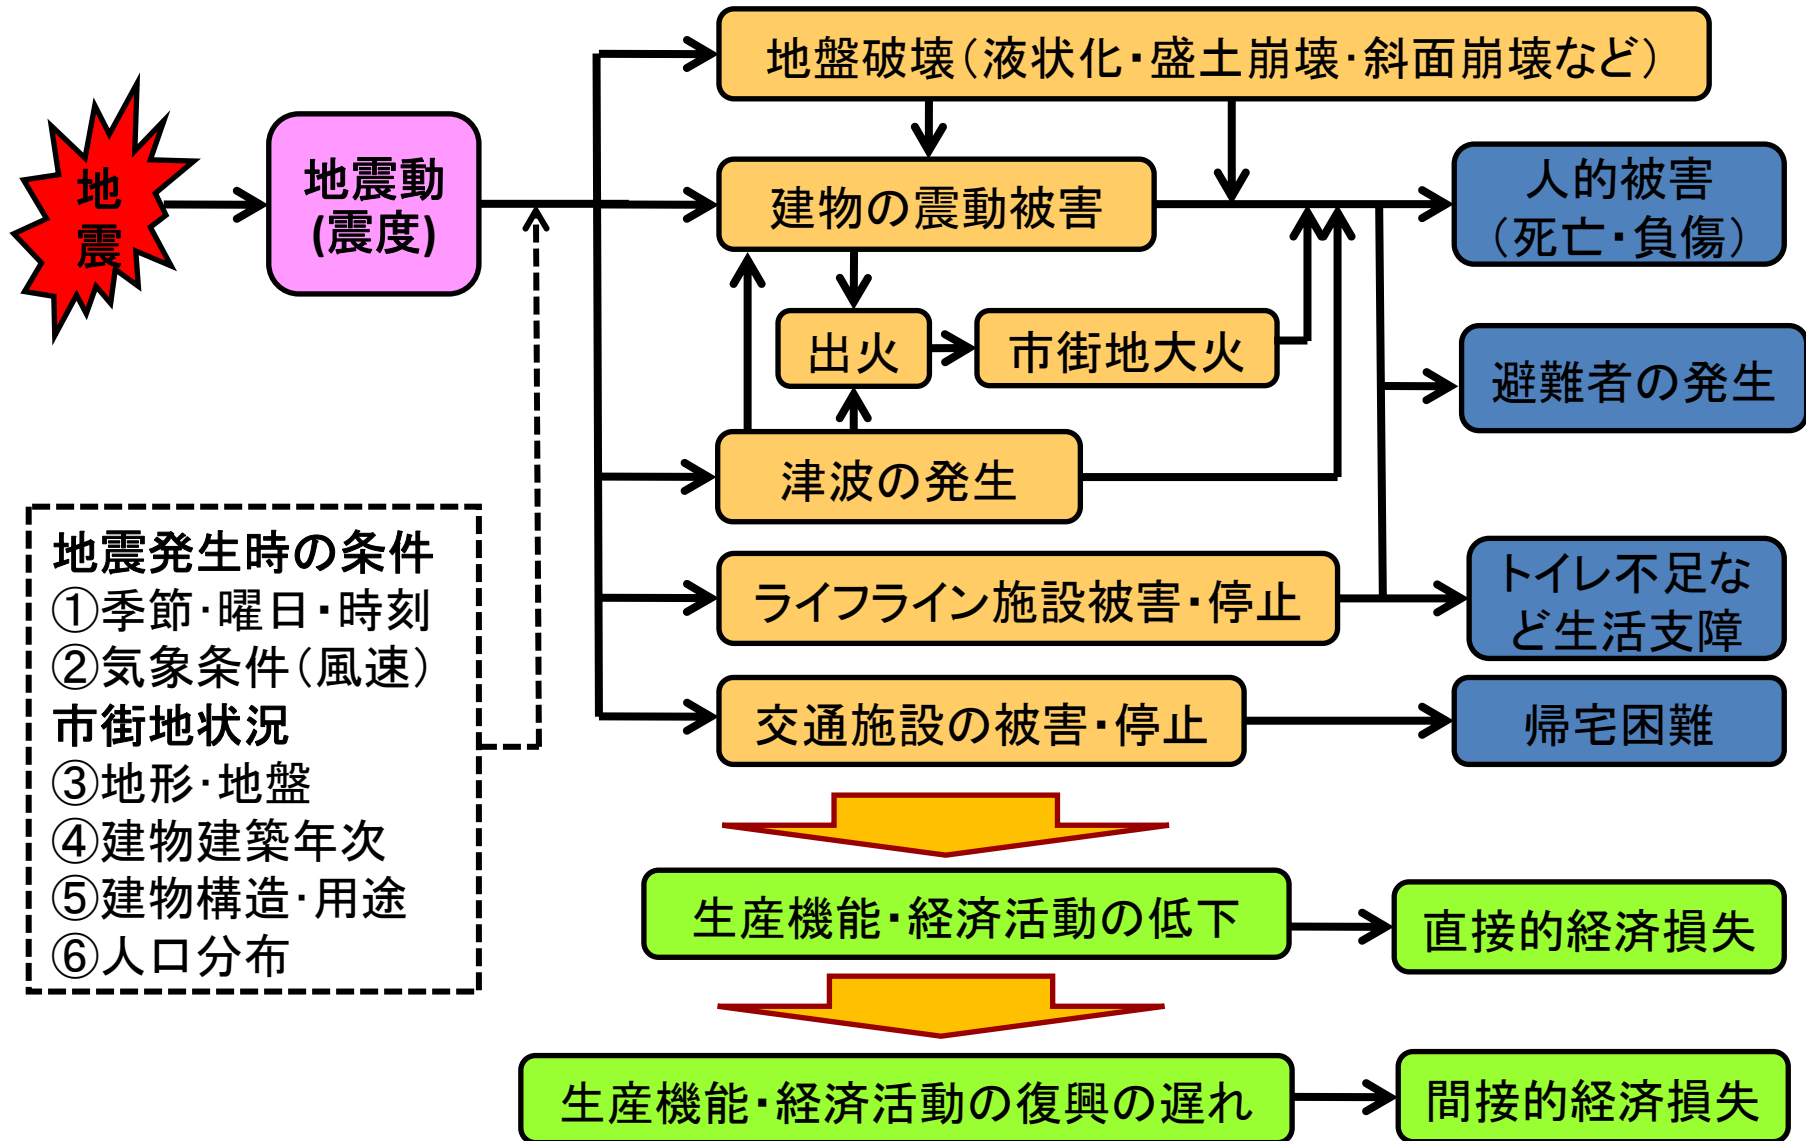 地
震
地震動
(震度)
地盤破壊（液状化・盛土崩壊・斜面崩壊など）
建物の震動被害
出火
市街地大火
津波の発生
ライフライン施設被害・停止
交通施設の被害・停止
人的被害
（死亡・負傷）
避難者の発生
トイレ不足な
ど生活支障
帰宅困難
地震発生時の条件
①季節・曜日・時刻
②気象条件（風速）
市街地状況
③地形・地盤
④建物建築年次
⑤建物構造・用途
⑥人口分布
生産機能・経済活動の低下
直接的経済損失
生産機能・経済活動の復興の遅れ
間接的経済損失